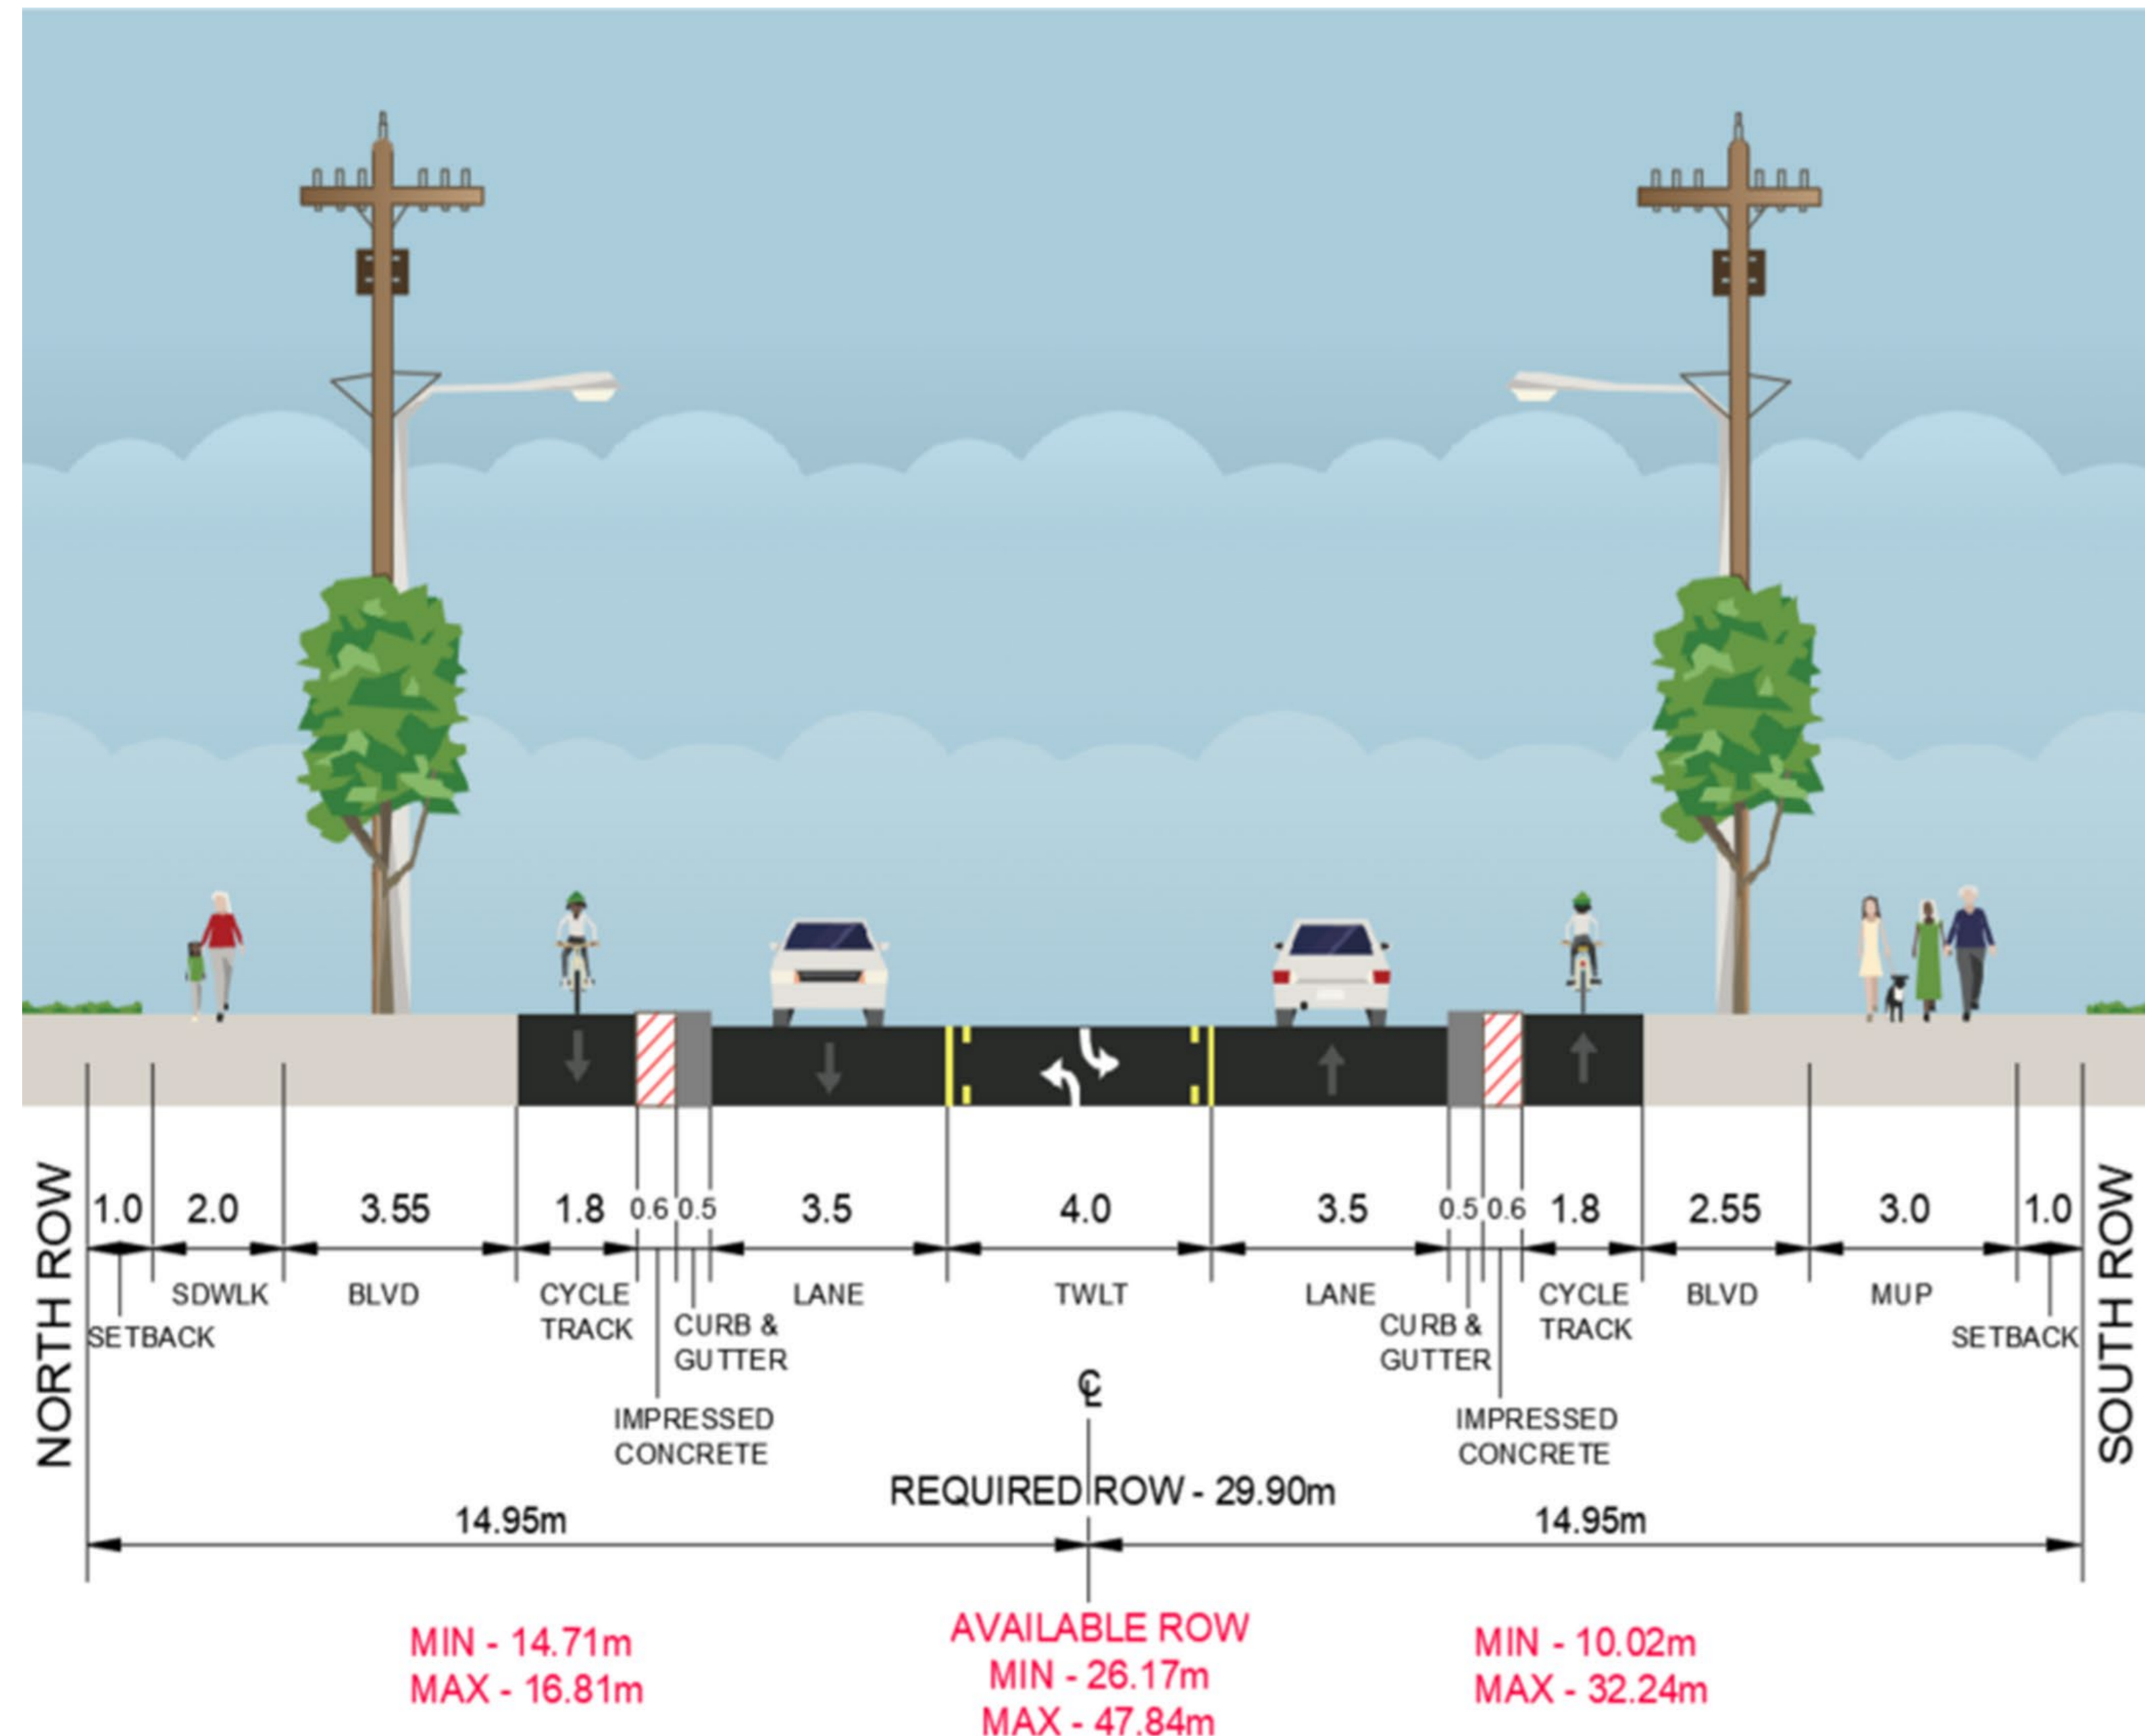 NORTH ROW
1.0 2.0 3.55 1.8 0.6 0.5 3.5 4.0 3.5 0.5 0.6 1.8 2.55 3.0 1.0
SOUTH ROW
SETBACK
SDWLK
BLVD
CYCLE
TRACK
IMPRESSED
CONCRETE
CURB &
GUTTER
LANE
TWLT
LANE
CURB &
GUTTER
IMPRESSED
CONCRETE
CYCLE
TRACK
BLVD
MUP
SETBACK
℄
REQUIRED ROW - 29.90m
14.95m
14.95m
MIN - 14.71m
MAX - 16.81m
AVAILABLE ROW
MIN - 26.17m
MAX - 47.84m
MIN - 10.02m
MAX - 32.24m